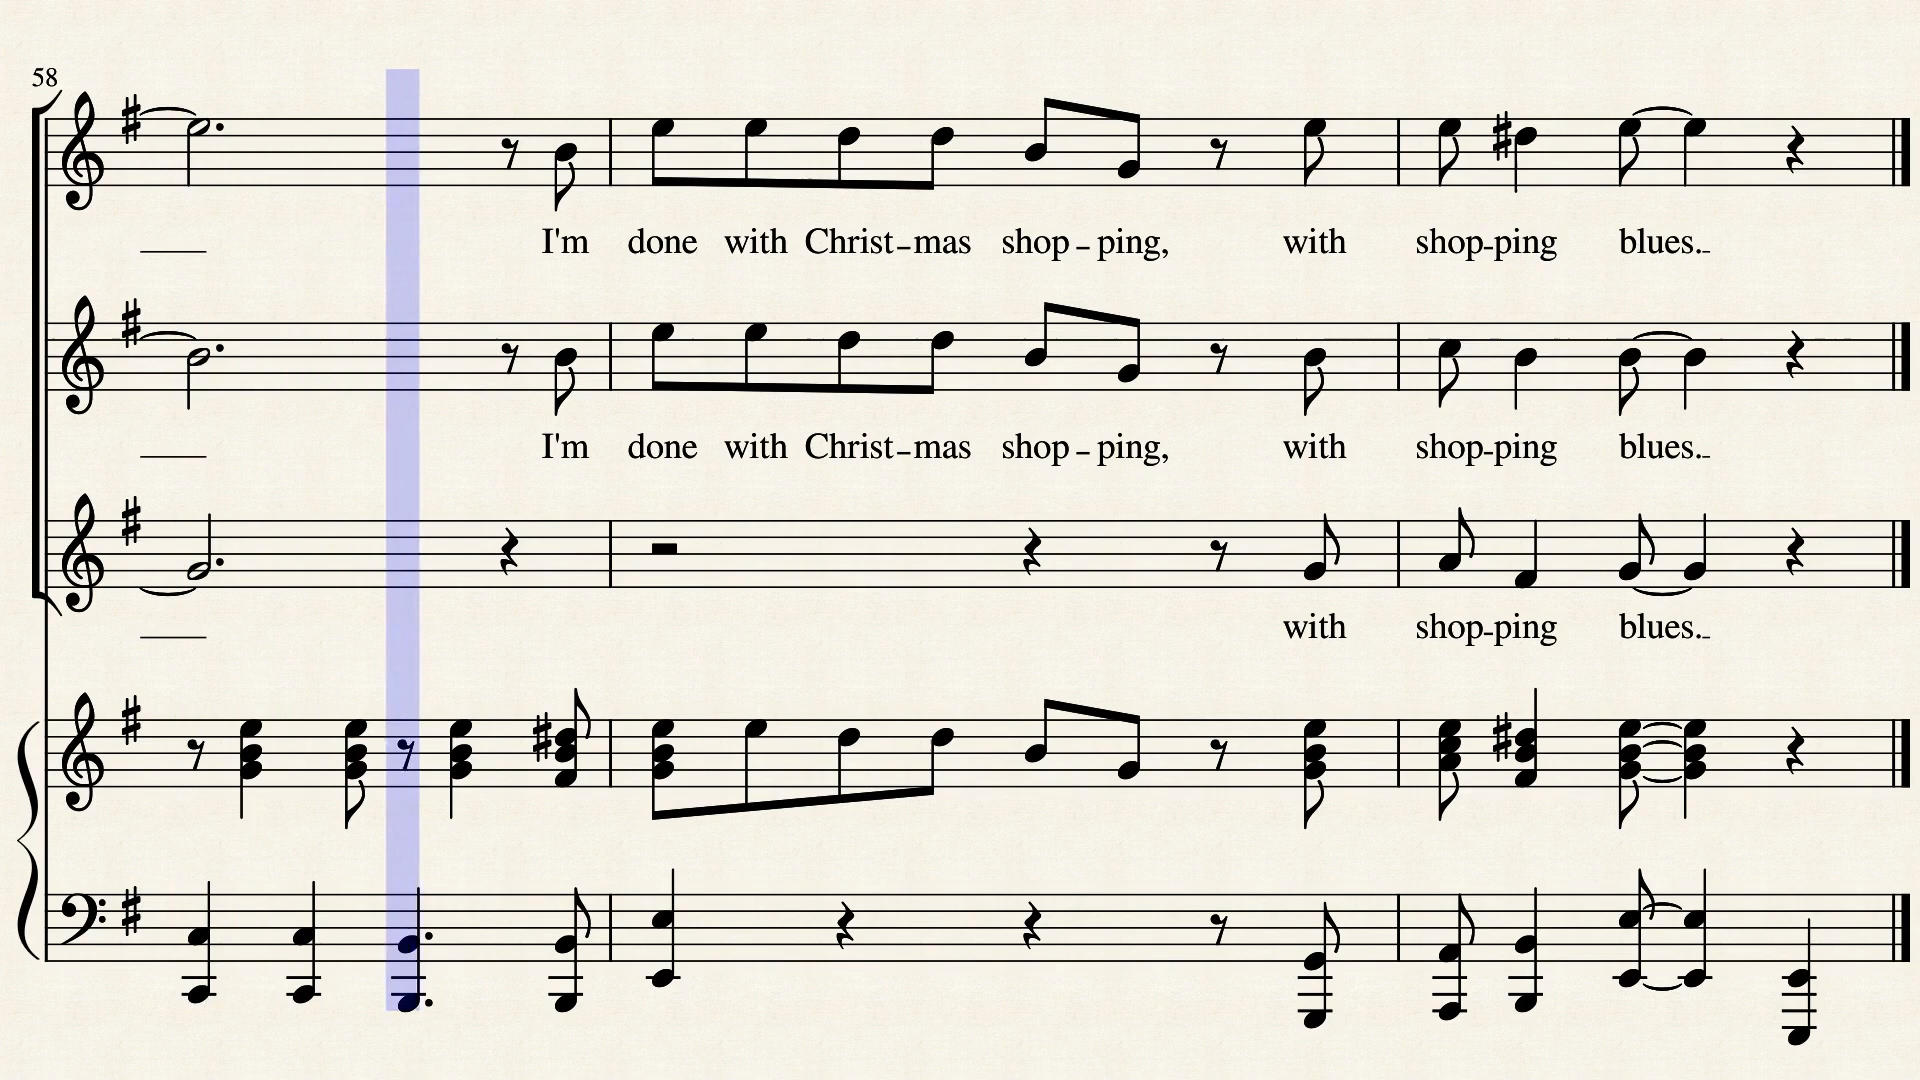 58
I'm done with Christ-mas shop-ping, with shop-ping blues.
I'm done with Christ-mas shop-ping, with shop-ping blues.
with shop-ping blues.